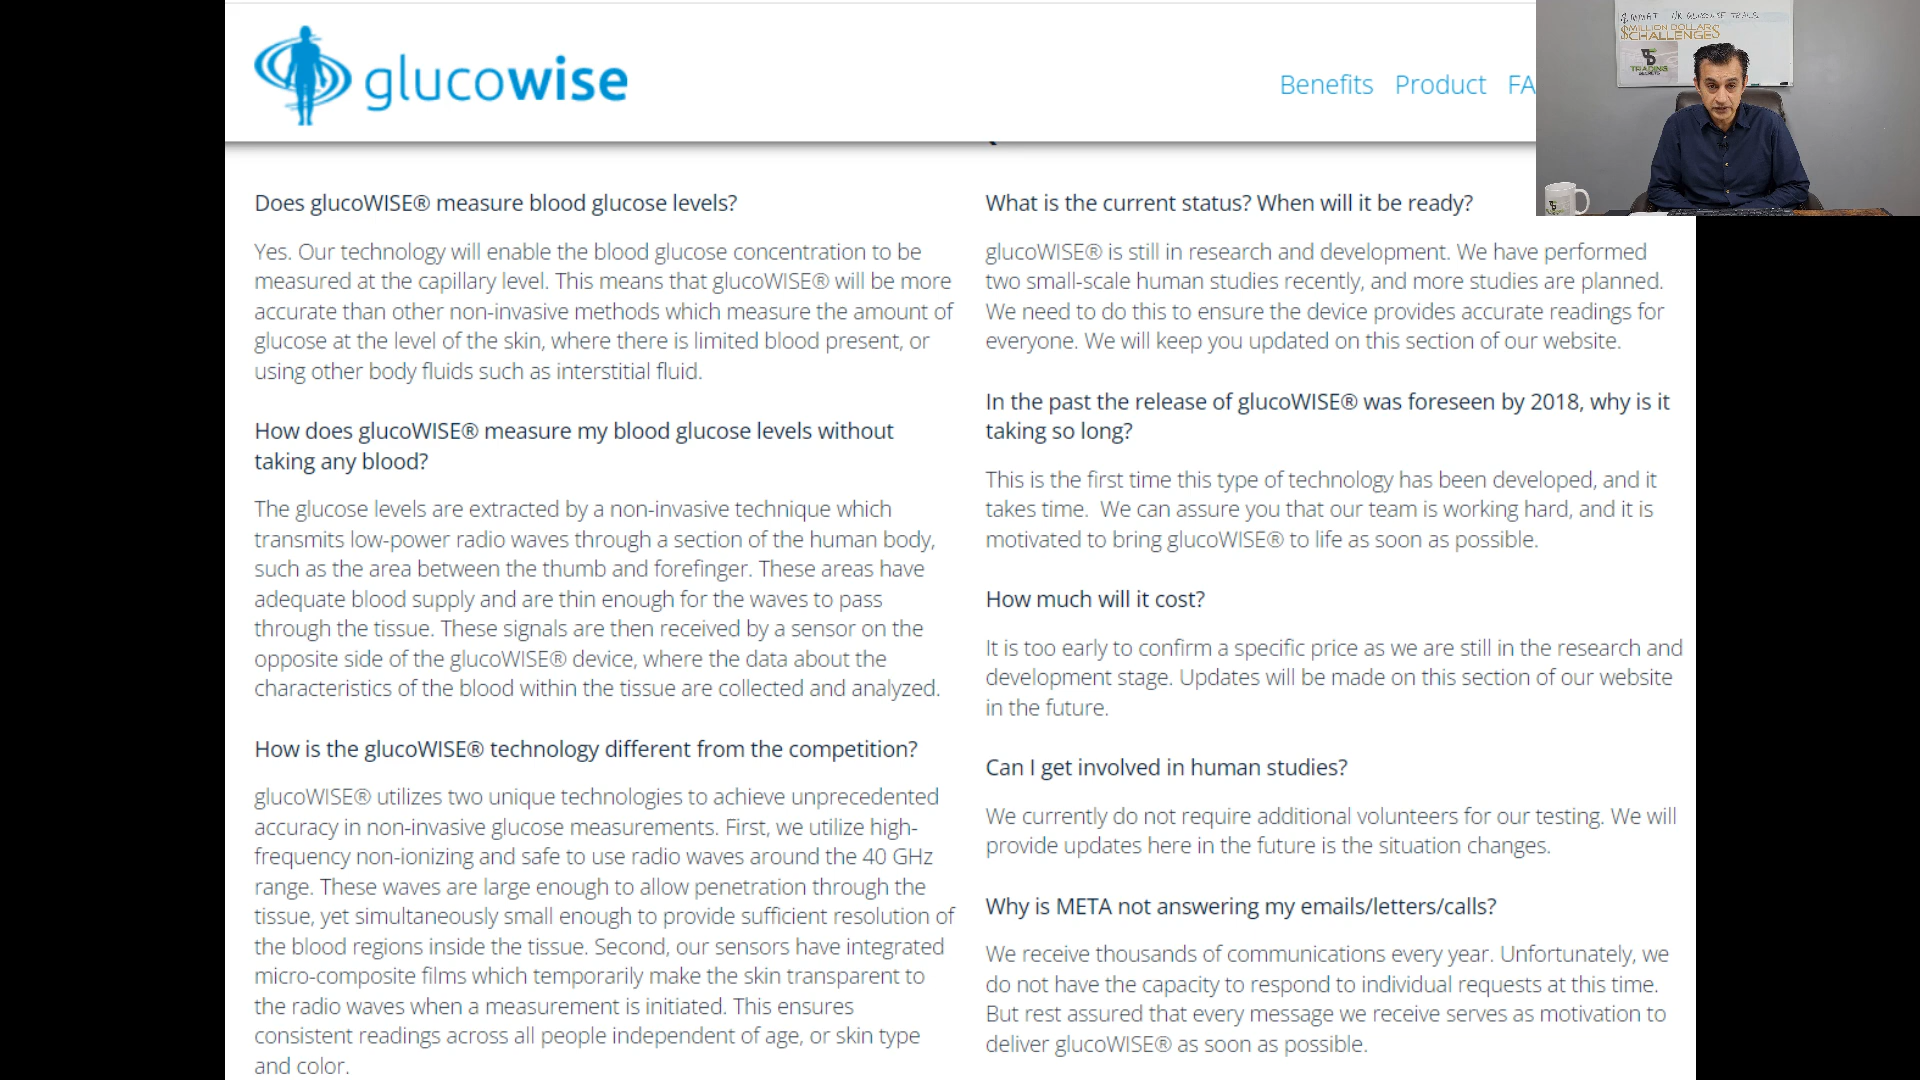 glucowise
Benefits Product FA
Does glucoWISE® measure blood glucose levels?
Yes. Our technology will enable the blood glucose concentration to be
measured at the capillary level. This means that glucoWISE® will be more
accurate than other non-invasive methods which measure the amount of
glucose at the level of the skin, where there is limited blood present, or
using other body fluids such as interstitial fluid.
How does glucoWISE® measure my blood glucose levels without
taking any blood?
The glucose levels are extracted by a non-invasive technique which
transmits low-power radio waves through a section of the human body,
such as the area between the thumb and forefinger. These areas have
adequate blood supply and are thin enough for the waves to pass
through the tissue. These signals are then received by a sensor on the
opposite side of the glucoWISE® device, where the data about the
characteristics of the blood within the tissue are collected and analyzed.
How is the glucoWISE® technology different from the competition?
glucoWISE® utilizes two unique technologies to achieve unprecedented
accuracy in non-invasive glucose measurements. First, we utilize high-
frequency non-ionizing and safe to use radio waves around the 40 GHz
range. These waves are large enough to allow penetration through the
tissue, yet simultaneously small enough to provide sufficient resolution of
the blood regions inside the tissue. Second, our sensors have integrated
micro-composite films which temporarily make the skin transparent to
the radio waves when a measurement is initiated. This ensures
consistent readings across all people independent of age, or skin type
and color.
What is the current status? When will it be ready?
glucoWISE® is still in research and development. We have performed
two small-scale human studies recently, and more studies are planned.
We need to do this to ensure the device provides accurate readings for
everyone. We will keep you updated on this section of our website.
In the past the release of glucoWISE® was foreseen by 2018, why is it
taking so long?
This is the first time this type of technology has been developed, and it
takes time.  We can assure you that our team is working hard, and it is
motivated to bring glucoWISE® to life as soon as possible.
How much will it cost?
It is too early to confirm a specific price as we are still in the research and
development stage. Updates will be made on this section of our website
in the future.
Can I get involved in human studies?
We currently do not require additional volunteers for our testing. We will
provide updates here in the future is the situation changes.
Why is META not answering my emails/letters/calls?
We receive thousands of communications every year. Unfortunately, we
do not have the capacity to respond to individual requests at this time.
But rest assured that every message we receive serves as motivation to
deliver glucoWISE® as soon as possible.
$MILLION DOLLAR
CHALLENGE$
TRADING
SECRETS